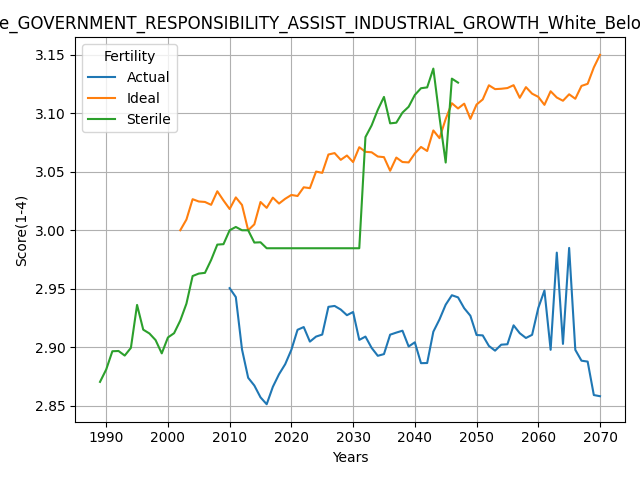 e_GOVERNMENT_RESPONSIBILITY_ASSIST_INDUSTRIAL_GROWTH_White_Belo
Fertility
Actual
Ideal
Sterile
Score(1-4)
3.15
3.10
3.05
3.00
2.95
2.90
2.85
1990 2000 2010 2020 2030 2040 2050 2060 2070
Years